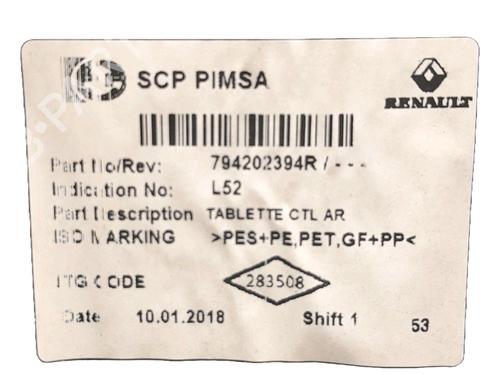 SCP PIMSA
RENAULT
Part No/Rev: 794202394R / - - -
Indication No: L52
Part Description TABLETTE CTL AR
ISO MARKING >PES+PE,PET,GF+PP<
ITG CODE 283508
Date 10.01.2018 Shift 1 53